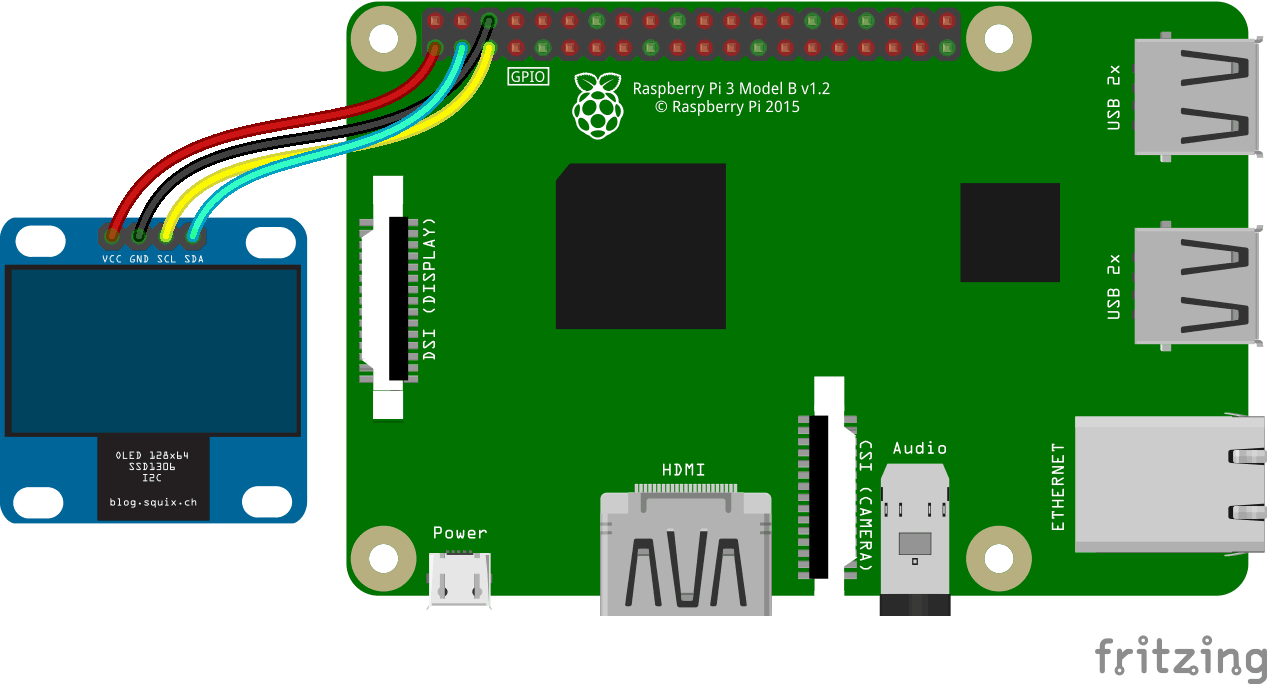 GPIO
Raspberry Pi 3 Model B v1.2
© Raspberry Pi 2015
USB 2x
USB 2x
VCC GND SCL SDA
DSI (DISPLAY)
OLED 128x64
SSD1306
I2C
blog.squix.ch
Power
HDMI
CSI (CAMERA)
Audio
ETHERNET
fritzing